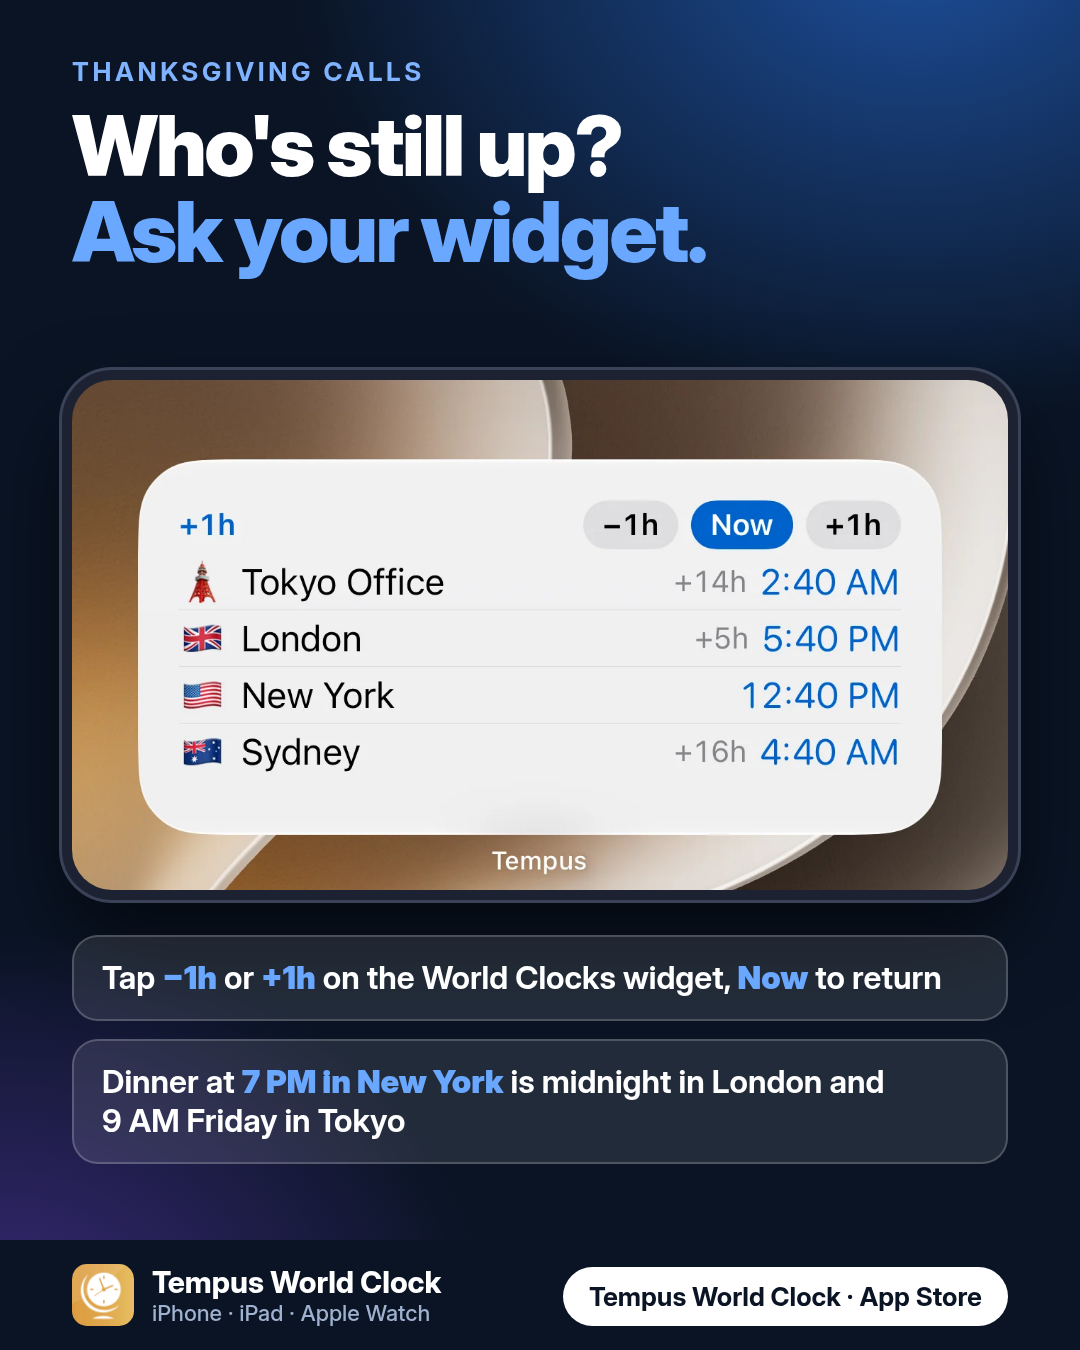 THANKSGIVING CALLS
Who's still up?
Ask your widget.
+1h −1h Now +1h
Tokyo Office +14h 2:40 AM
London +5h 5:40 PM
New York 12:40 PM
Sydney +16h 4:40 AM
Tempus
Tap −1h or +1h on the World Clocks widget, Now to return
Dinner at 7 PM in New York is midnight in London and
9 AM Friday in Tokyo
Tempus World Clock
iPhone · iPad · Apple Watch
Tempus World Clock · App Store